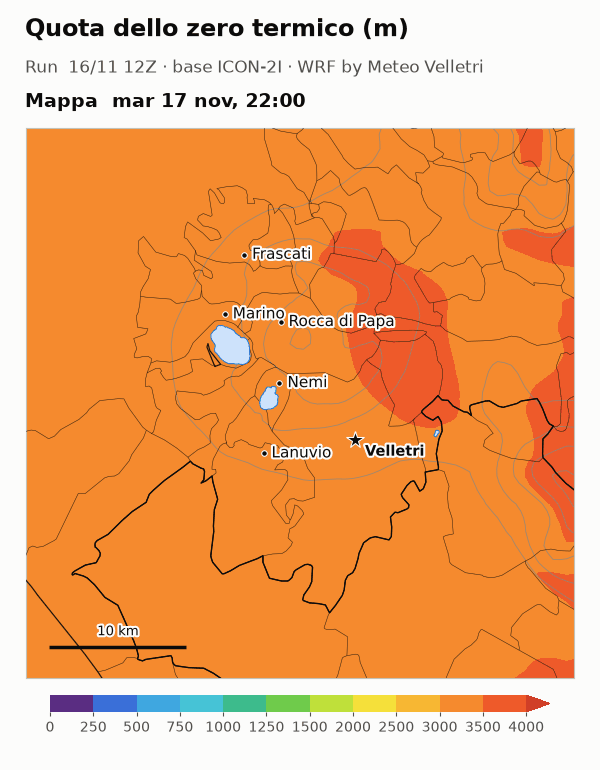 Quota dello zero termico (m)
Run  16/11 12Z · base ICON-2I · WRF by Meteo Velletri
Mappa  mar 17 nov, 22:00
Frascati
Marino
Rocca di Papa
Nemi
Velletri
Lanuvio
10 km
0 250 500 750 1000 1250 1500 2000 2500 3000 3500 4000